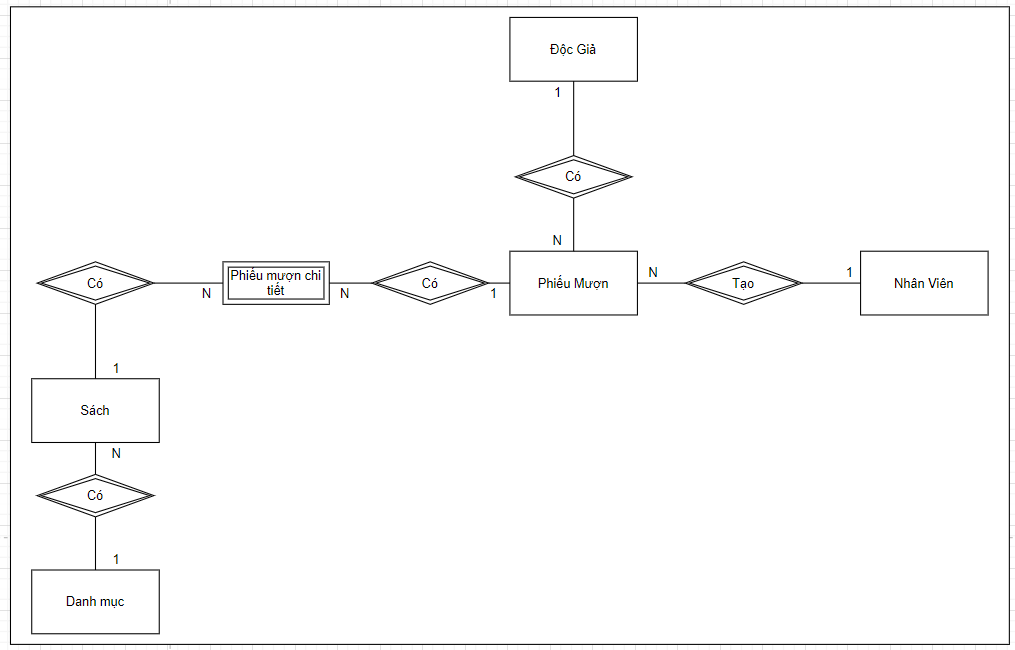 Độc Giả
1
Có
N
Phiếu Mượn
N
Tạo
1
Nhân Viên
1
Có
N
Phiếu mượn chi
tiết
N
Có
1
Sách
N
Có
1
Danh mục